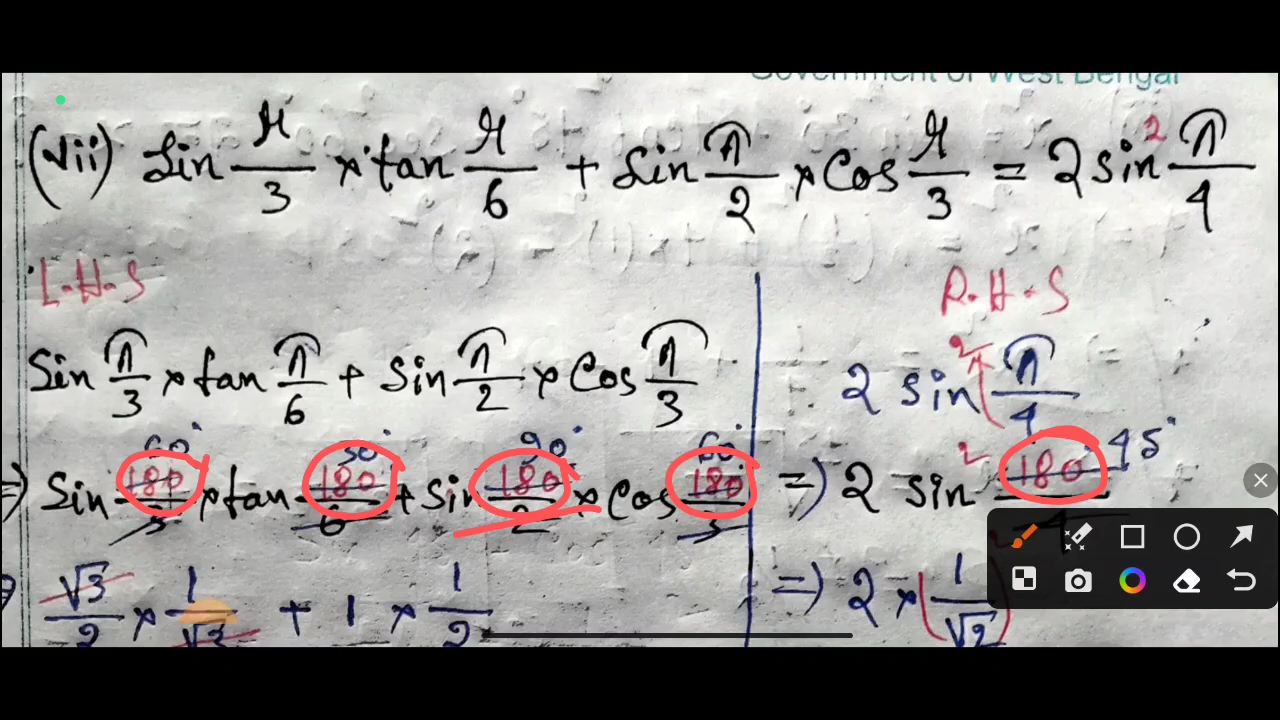 Government of West Bengal
(vii) Sin π/3 × tan π/6 + Sin π/2 × Cos π/3 = 2 sin² π/4
L.H.S
Sin π/3 × tan π/6 + Sin π/2 × Cos π/3
60° 30° 90° 60°
=> Sin 180/3 × tan 180/6 + sin 180/2 × Cos 180/3
=> √3/2 × 1/√3 + 1 × 1/2
R.H.S
2 sin² π/4
=> 2 sin² 180/4 45°
=> 2 × (1/√2)